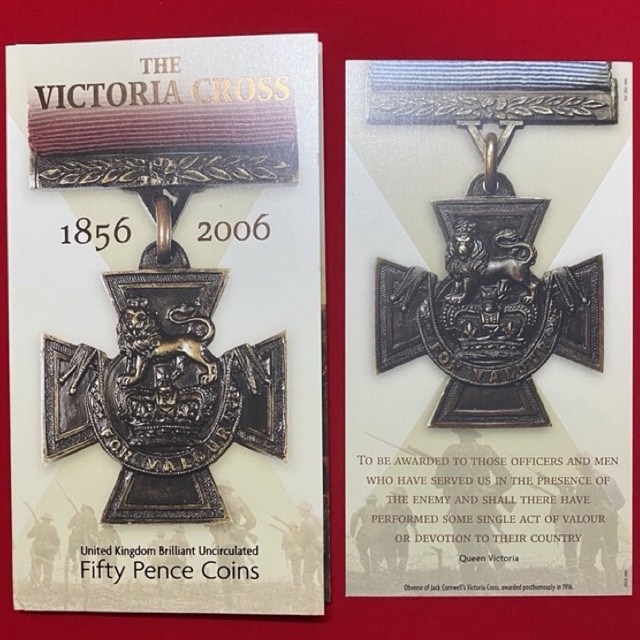 THE
VICTORIA CROSS
1856 2006
FOR VALOUR
United Kingdom Brilliant Uncirculated
Fifty Pence Coins
FOR VALOUR
TO BE AWARDED TO THOSE OFFICERS AND MEN
WHO HAVE SERVED US IN THE PRESENCE OF
THE ENEMY AND SHALL THERE HAVE
PERFORMED SOME SINGLE ACT OF VALOUR
OR DEVOTION TO THEIR COUNTRY
Queen Victoria
Obverse of Jack Cornwell's Victoria Cross, awarded posthumously in 1916.